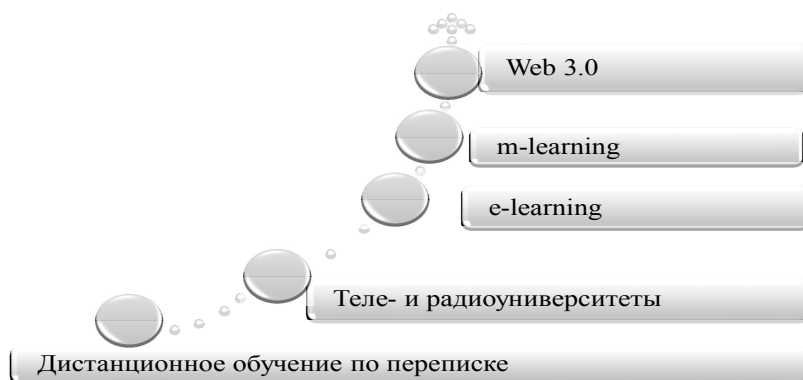 Web 3.0
m-learning
e-learning
Теле- и радиоуниверситеты
Дистанционное обучение по переписке